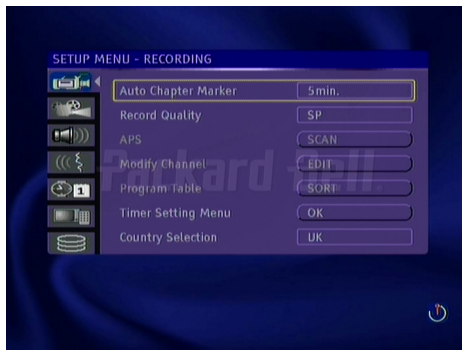 SETUP MENU - RECORDING
Auto Chapter Marker 5min.
Record Quality SP
APS SCAN
Modify Channel EDIT
Packard Bell.
Program Table SORT
1
Timer Setting Menu OK
Country Selection UK